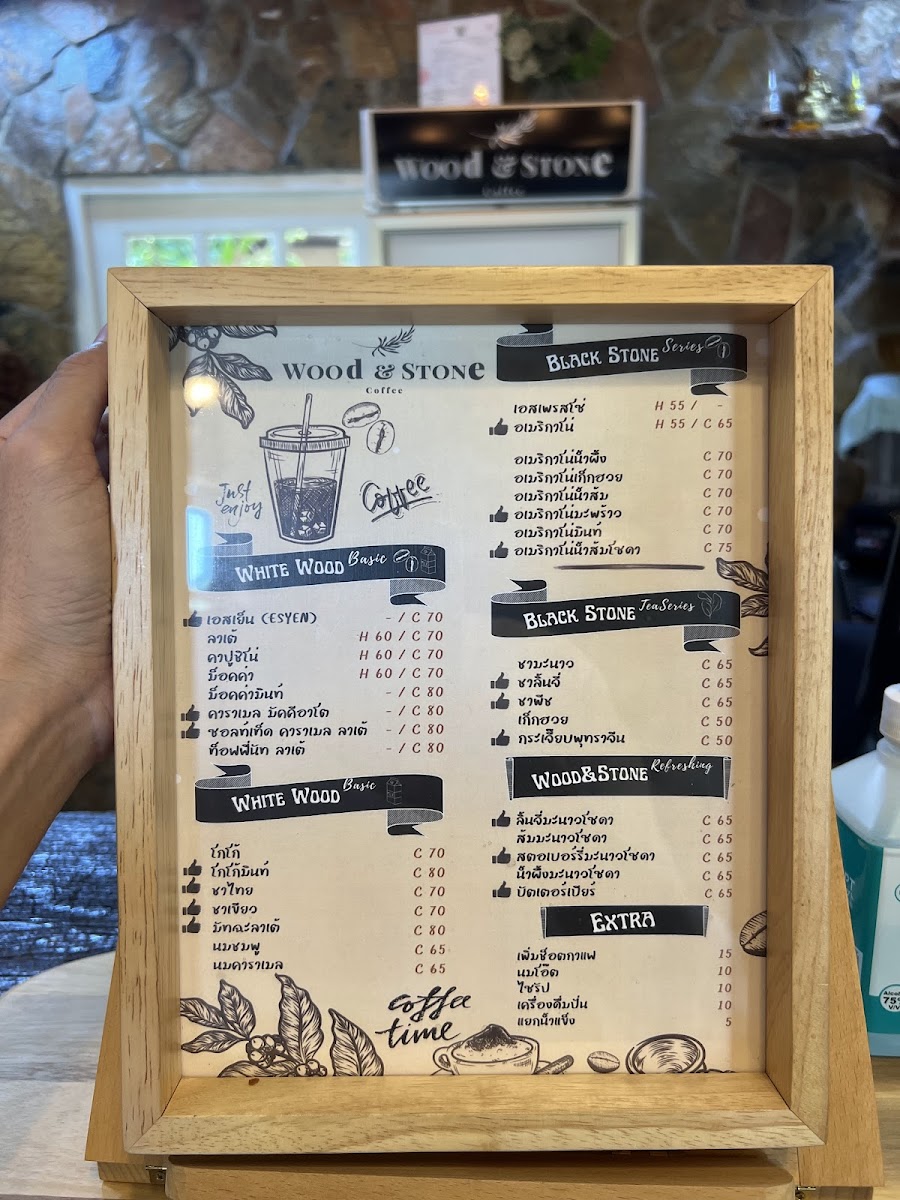 WOOD & STONE
Coffee
WOOD & STONE
Coffee
Just
enjoy
Coffee
WHITE WOOD Basic
เอสเย็น (ESYEN) - / C 70
ลาเต้ H 60 / C 70
คาปูชิโน่ H 60 / C 70
ม็อคค่า H 60 / C 70
ม็อคค่ามินท์ - / C 80
คาราเมล มัคคีอาโต - / C 80
ซอลท์เท็ด คาราเมล ลาเต้ - / C 80
ท็อฟฟี่นัท ลาเต้ - / C 80
WHITE WOOD Basic
โกโก้ C 70
โกโก้มินท์ C 80
ชาไทย C 70
ชาเขียว C 70
มัทฉะลาเต้ C 80
นมชมพู C 65
นมคาราเมล C 65
coffee
time
BLACK STONE Series
เอสเพรสโซ่ H 55 / -
อเมริกาโน่ H 55 / C 65
อเมริกาโน่น้ำผึ้ง C 70
อเมริกาโน่เก็กฮวย C 70
อเมริกาโน่น้ำส้ม C 70
อเมริกาโน่มะพร้าว C 70
อเมริกาโน่มินท์ C 70
อเมริกาโน่น้ำส้มโซดา C 75
BLACK STONE TeaSeries
ชามะนาว C 65
ชาลิ้นจี่ C 65
ชาพีช C 65
เก็กฮวย C 50
กระเจี๊ยบพุทราจีน C 50
WOOD&STONE Refreshing
ลิ้นจี่มะนาวโซดา C 65
ส้มมะนาวโซดา C 65
สตอเบอร์รี่มะนาวโซดา C 65
น้ำผึ้งมะนาวโซดา C 65
บัตเตอร์เบียร์ C 65
EXTRA
เพิ่มช็อตกาแฟ 15
นมโอ๊ต 10
ไซรัป 10
เครื่องดื่มปั่น 10
แยกน้ำแข็ง 5
Alcohol
75%
V/V